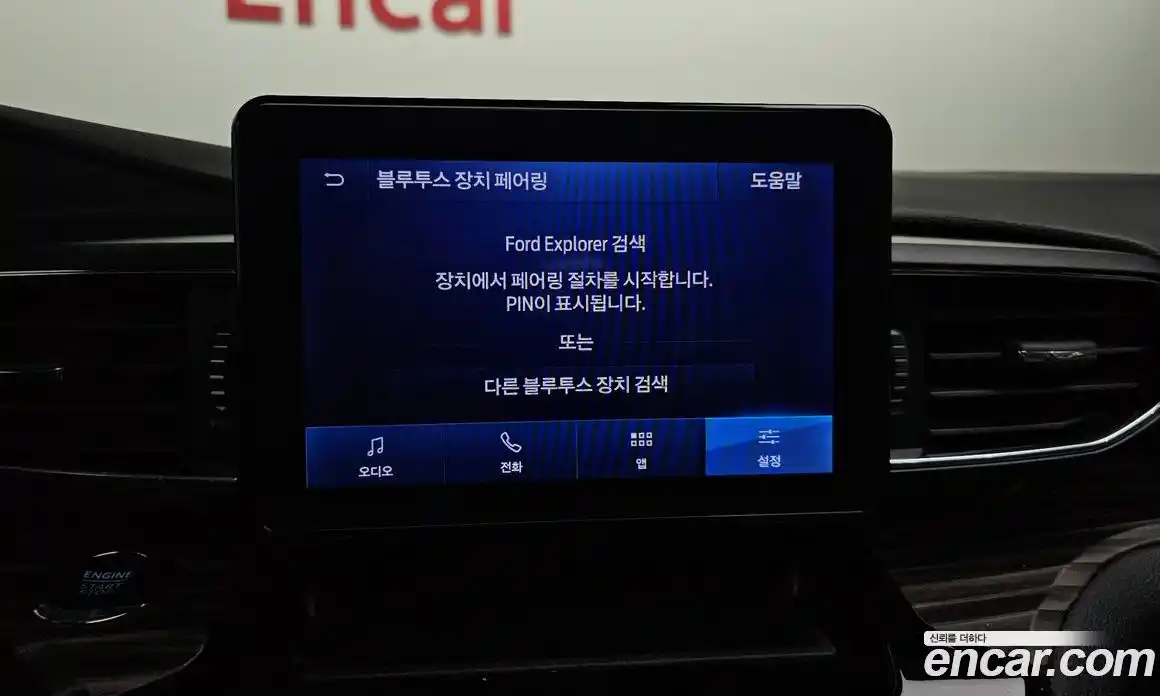 Encar
블루투스 장치 페어링
도움말
Ford Explorer 검색
장치에서 페어링 절차를 시작합니다.
PIN이 표시됩니다.
또는
다른 블루투스 장치 검색
오디오
전화
앱
설정
ENGINE
START
STOP
신뢰를 더하다
encar.com